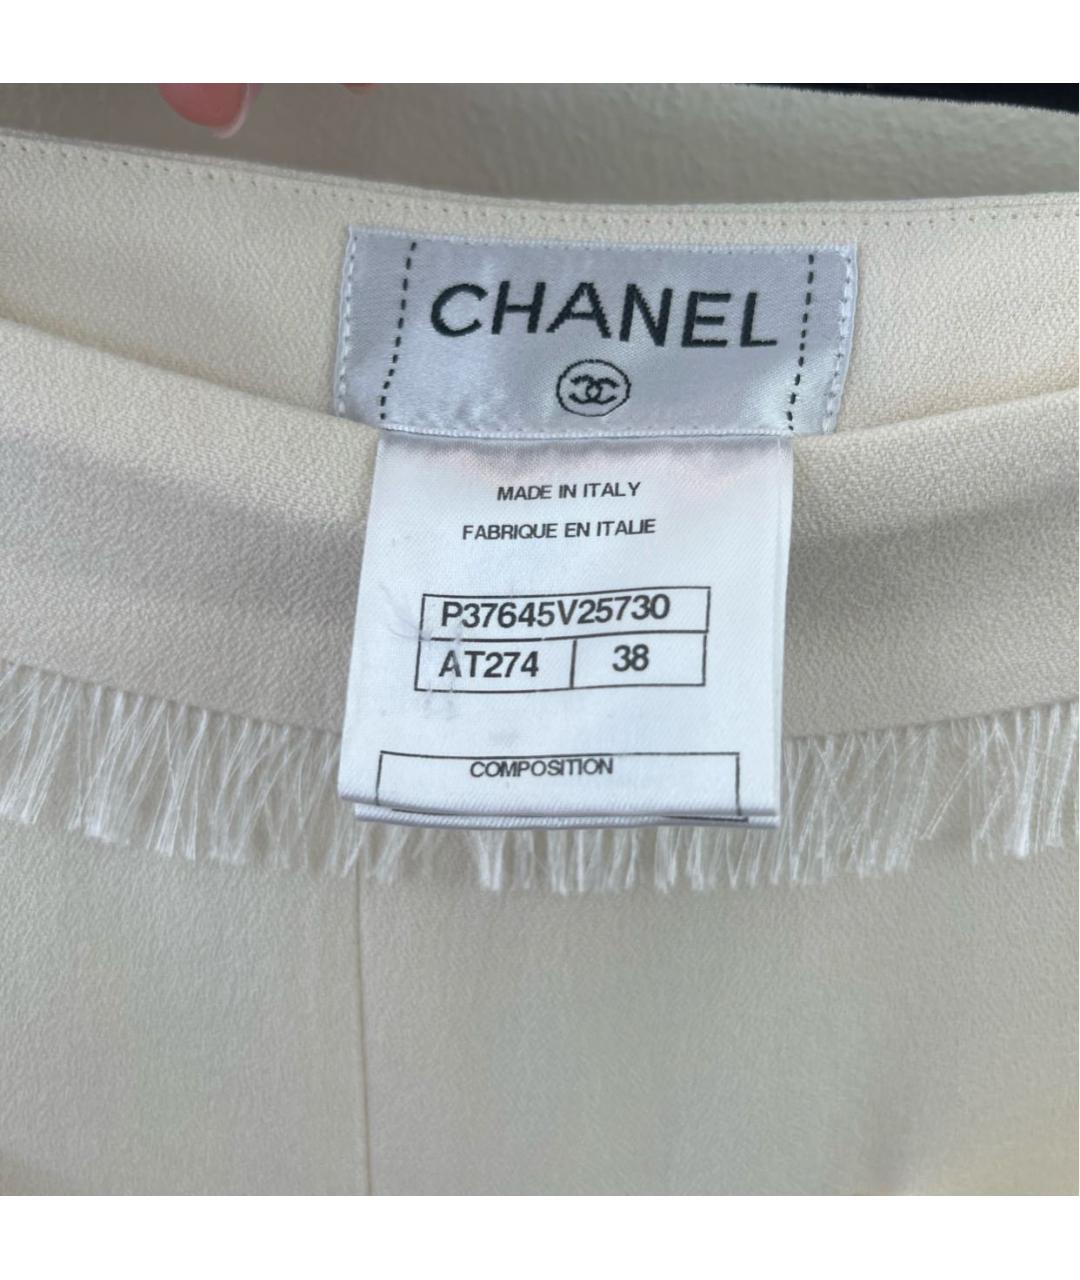 CHANEL
MADE IN ITALY
FABRIQUE EN ITALIE
P37645V25730
AT274 38
COMPOSITION